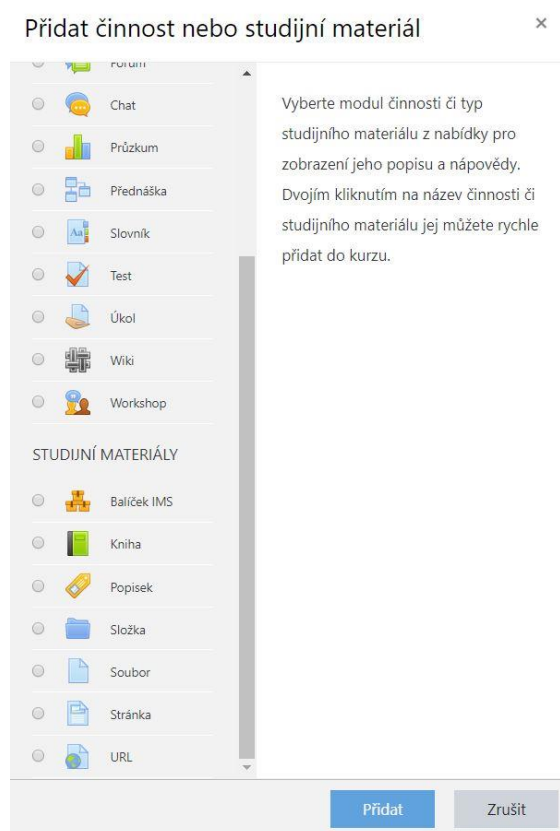 Přidat činnost nebo studijní materiál
×
Fórum
Chat
Průzkum
Přednáška
Slovník
Test
Úkol
Wiki
Workshop
STUDIJNÍ MATERIÁLY
Balíček IMS
Kniha
Popisek
Složka
Soubor
Stránka
URL
Vyberte modul činnosti či typ
studijního materiálu z nabídky pro
zobrazení jeho popisu a nápovědy.
Dvojím kliknutím na název činnosti či
studijního materiálu jej můžete rychle
přidat do kurzu.
Přidat
Zrušit